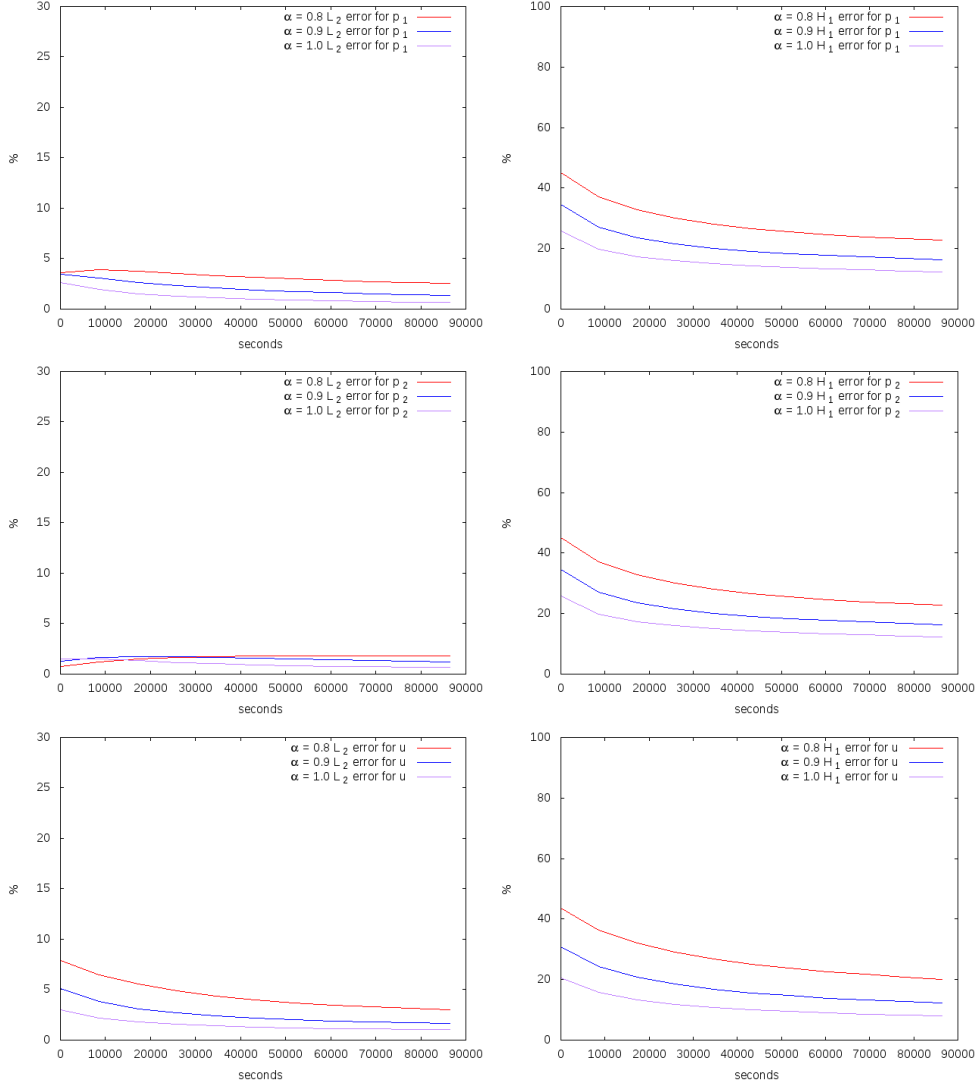 α = 0.8 L 2 error for p 1
α = 0.9 L 2 error for p 1
α = 1.0 L 2 error for p 1
30
25
20
15
10
5
0
%
0 10000 20000 30000 40000 50000 60000 70000 80000 90000
seconds
α = 0.8 H 1 error for p 1
α = 0.9 H 1 error for p 1
α = 1.0 H 1 error for p 1
100
80
60
40
20
0
%
0 10000 20000 30000 40000 50000 60000 70000 80000 90000
seconds
α = 0.8 L 2 error for p 2
α = 0.9 L 2 error for p 2
α = 1.0 L 2 error for p 2
30
25
20
15
10
5
0
%
0 10000 20000 30000 40000 50000 60000 70000 80000 90000
seconds
α = 0.8 H 1 error for p 2
α = 0.9 H 1 error for p 2
α = 1.0 H 1 error for p 2
100
80
60
40
20
0
%
0 10000 20000 30000 40000 50000 60000 70000 80000 90000
seconds
α = 0.8 L 2 error for u
α = 0.9 L 2 error for u
α = 1.0 L 2 error for u
30
25
20
15
10
5
0
%
0 10000 20000 30000 40000 50000 60000 70000 80000 90000
seconds
α = 0.8 H 1 error for u
α = 0.9 H 1 error for u
α = 1.0 H 1 error for u
100
80
60
40
20
0
%
0 10000 20000 30000 40000 50000 60000 70000 80000 90000
seconds